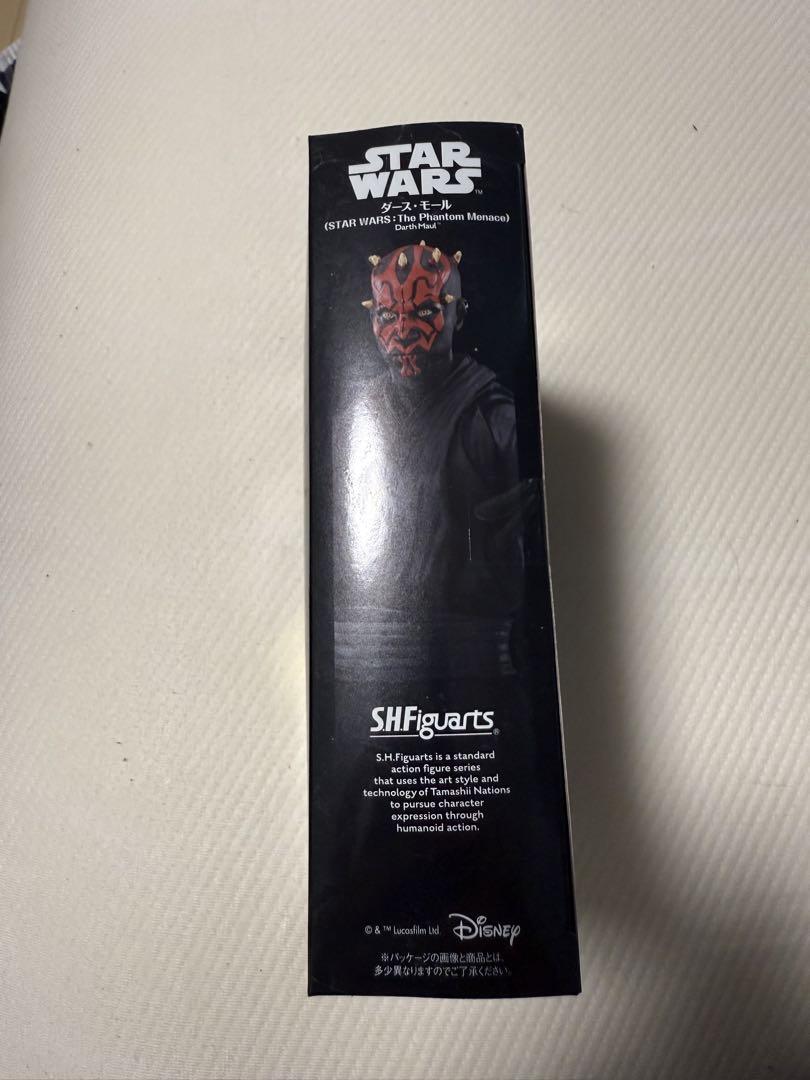 STAR
WARS™
ダース・モール
(STAR WARS：The Phantom Menace)
Darth Maul™
S.H.Figuarts®
S.H.Figuarts is a standard
action figure series
that uses the art style and
technology of Tamashii Nations
to pursue character
expression through
humanoid action.
© & ™ Lucasfilm Ltd. Disney
※パッケージの画像と商品とは、
多少異なりますのでご了承ください。